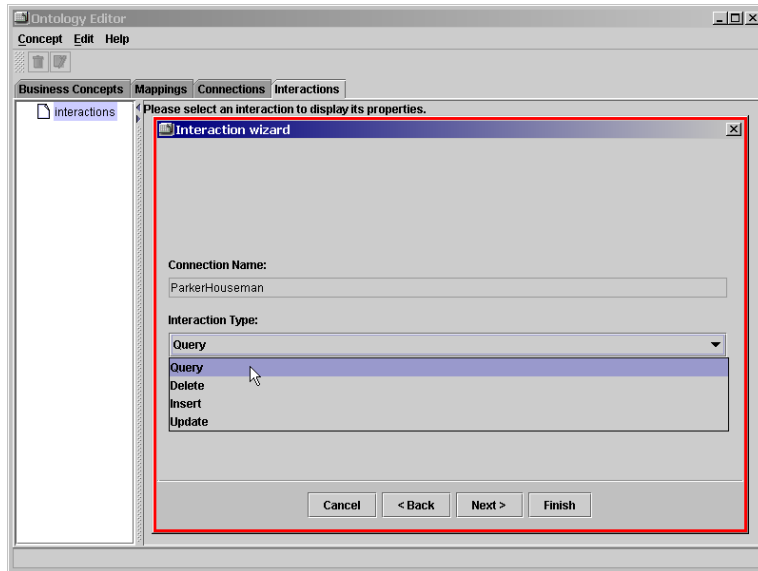 Ontology Editor
Concept Edit Help
Business Concepts Mappings Connections Interactions
interactions
Please select an interaction to display its properties.
Interaction wizard
Connection Name:
ParkerHouseman
Interaction Type:
Query
Query
Delete
Insert
Update
Cancel < Back Next > Finish